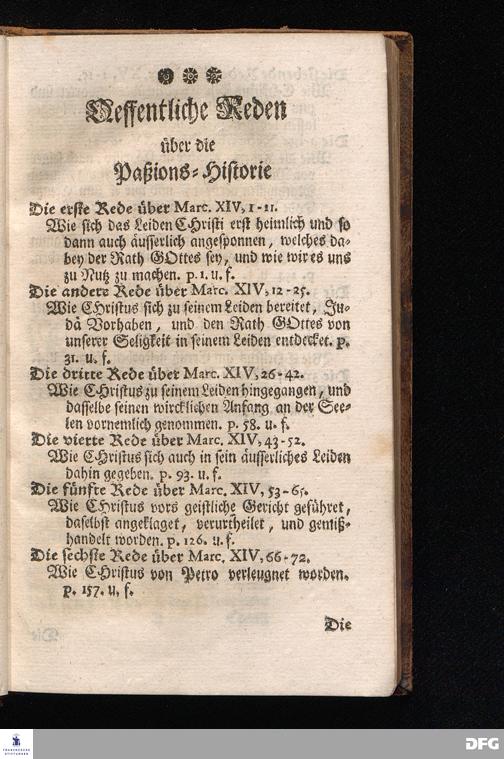 Oeffentliche Reden
über die
Paßions-Historie
Die erste Rede über Marc. XIV, 1-11.
Wie sich das Leiden CHristi erst heimlich und so
dann auch äusserlich angesponnen, welches da-
bey der Rath GOttes sey, und wie wir es uns
zu Nutz zu machen. p. 1. u. f.
Die andere Rede über Marc. XIV, 12-25.
Wie CHristus sich zu seinem Leiden bereitet, Ju-
dä Vorhaben, und den Rath GOttes von
unserer Seligkeit in seinem Leiden entdecket. p.
31. u. f.
Die dritte Rede über Marc. XIV, 26-42.
Wie CHristus zu seinem Leiden hingegangen, und
dasselbe seinen wircklichen Anfang an der See-
len vornemlich genommen. p. 58. u. f.
Die vierte Rede über Marc. XIV, 43-52.
Wie CHristus sich auch in sein äusserliches Leiden
dahin gegeben. p. 93. u. f.
Die fünfte Rede über Marc. XIV, 53-65.
Wie CHristus vors geistliche Gericht geführet,
daselbst angeklaget, verurtheilet, und gemiß-
handelt worden. p. 126. u. f.
Die sechste Rede über Marc. XIV, 66-72.
Wie CHristus von Petro verleugnet worden.
p. 157. u. f.
Die
FRANCKESCHE
STIFTUNGEN
DFG